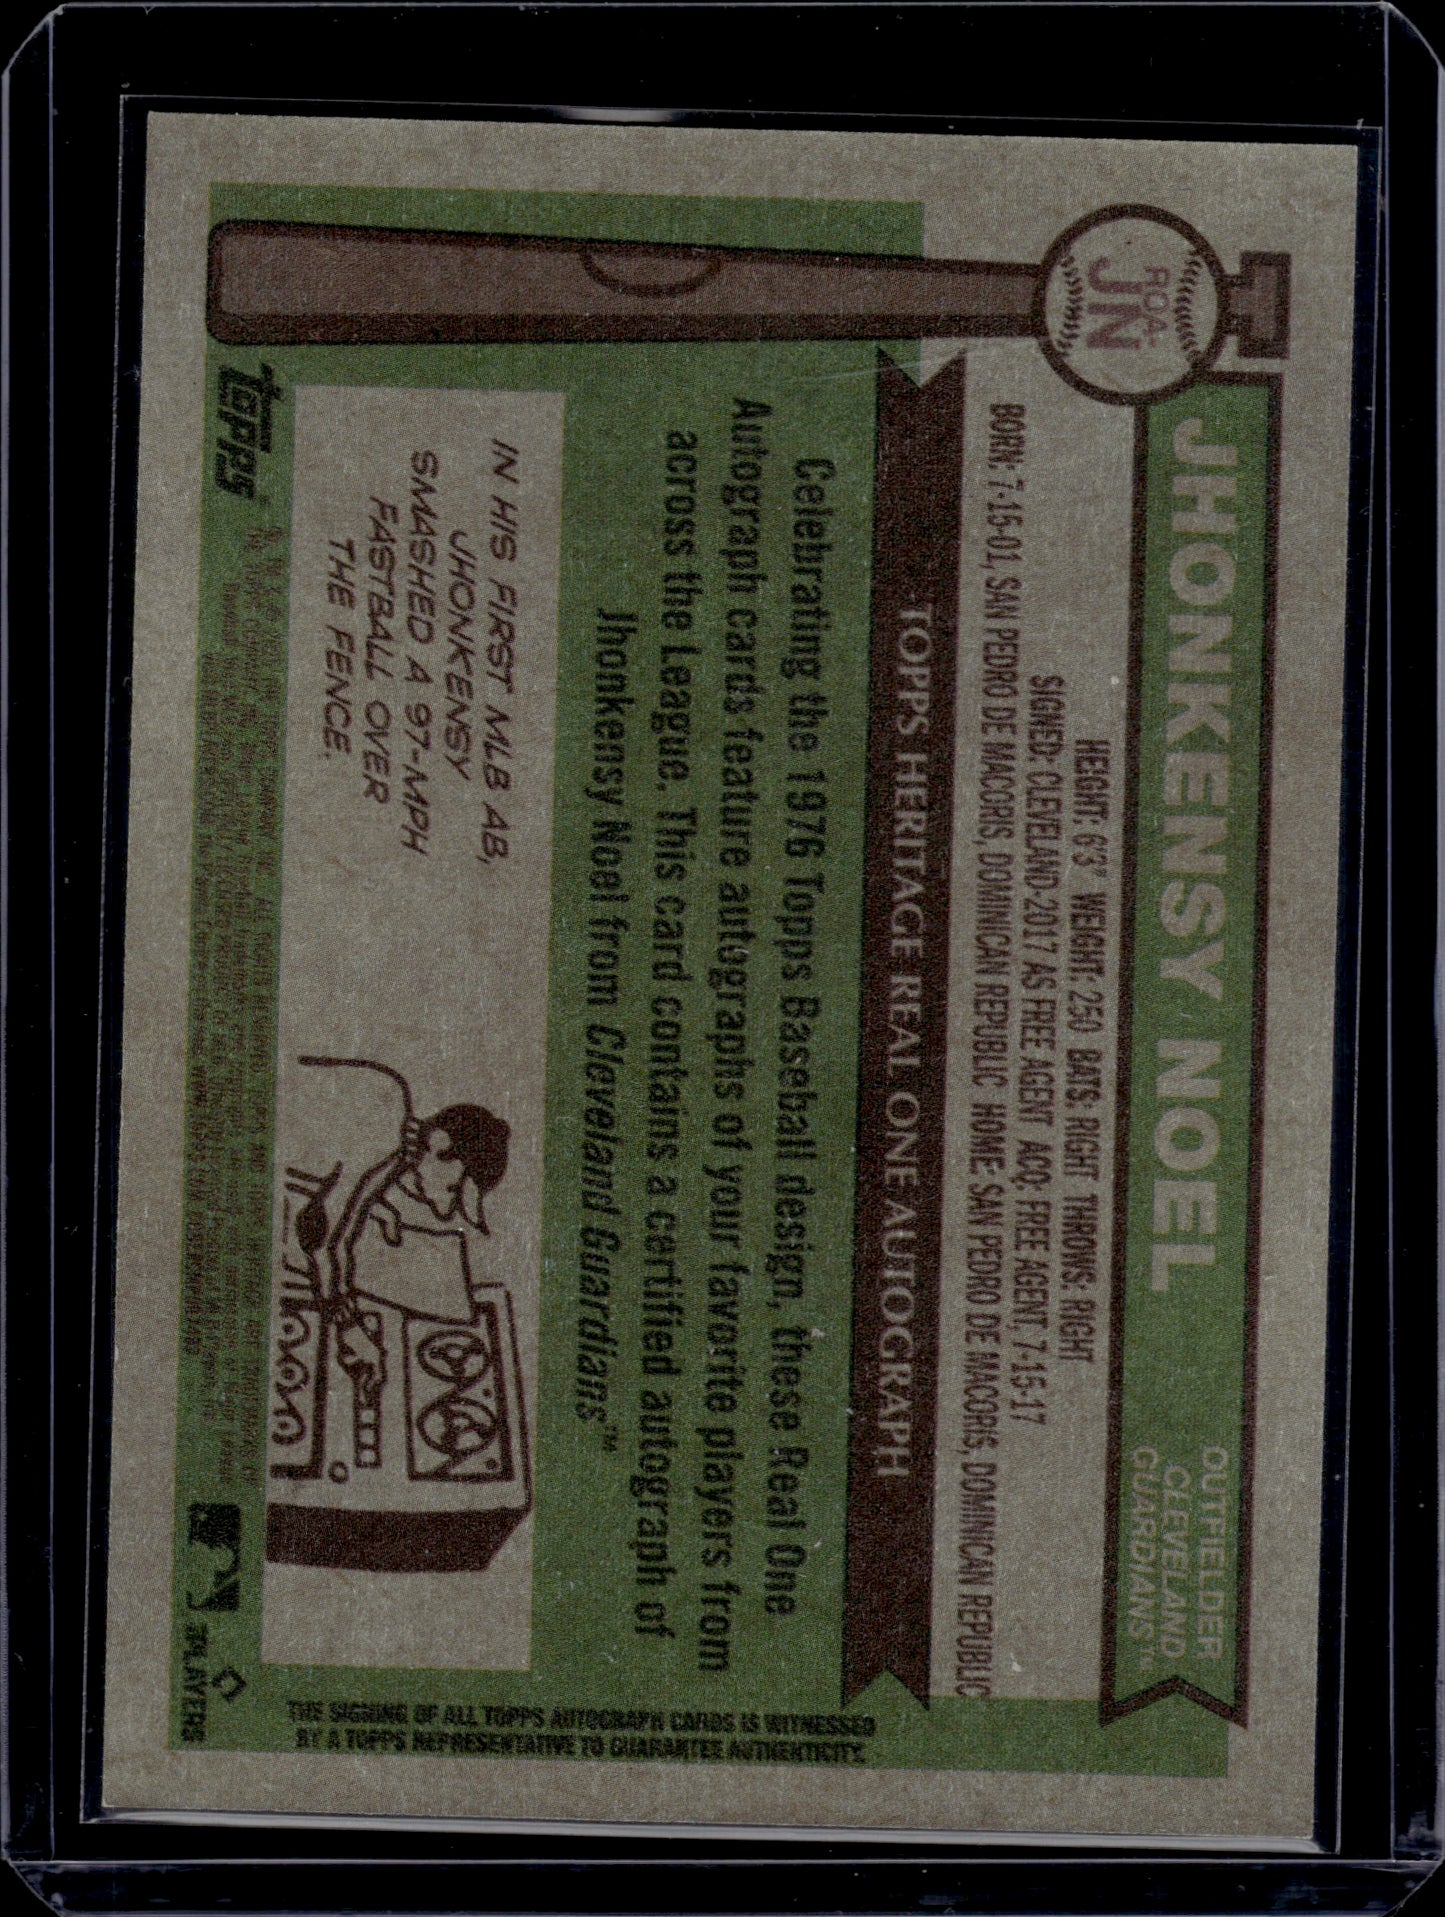 ROA-
JN
JHONKENSY NOEL
OUTFIELDER
CLEVELAND
GUARDIANS™
HEIGHT: 6'3" WEIGHT: 250 BATS: RIGHT THROWS: RIGHT
SIGNED: CLEVELAND-2017 AS FREE AGENT ACQ: FREE AGENT, 7-15-17
BORN: 7-15-01, SAN PEDRO DE MACORIS, DOMINICAN REPUBLIC HOME: SAN PEDRO DE MACORIS, DOMINICAN REPUBLIC
TOPPS HERITAGE REAL ONE AUTOGRAPH
Celebrating the 1976 Topps Baseball design, these Real One
Autograph cards feature autographs of your favorite players from
across the League. This card contains a certified autograph of
Jhonkensy Noel from Cleveland Guardians™
IN HIS FIRST MLB AB,
JHONKENSY
SMASHED A 97-MPH
FASTBALL OVER
THE FENCE.
THE SIGNING OF ALL TOPPS AUTOGRAPH CARDS IS WITNESSED
BY A TOPPS REPRESENTATIVE TO GUARANTEE AUTHENTICITY.
Topps
PLAYERS